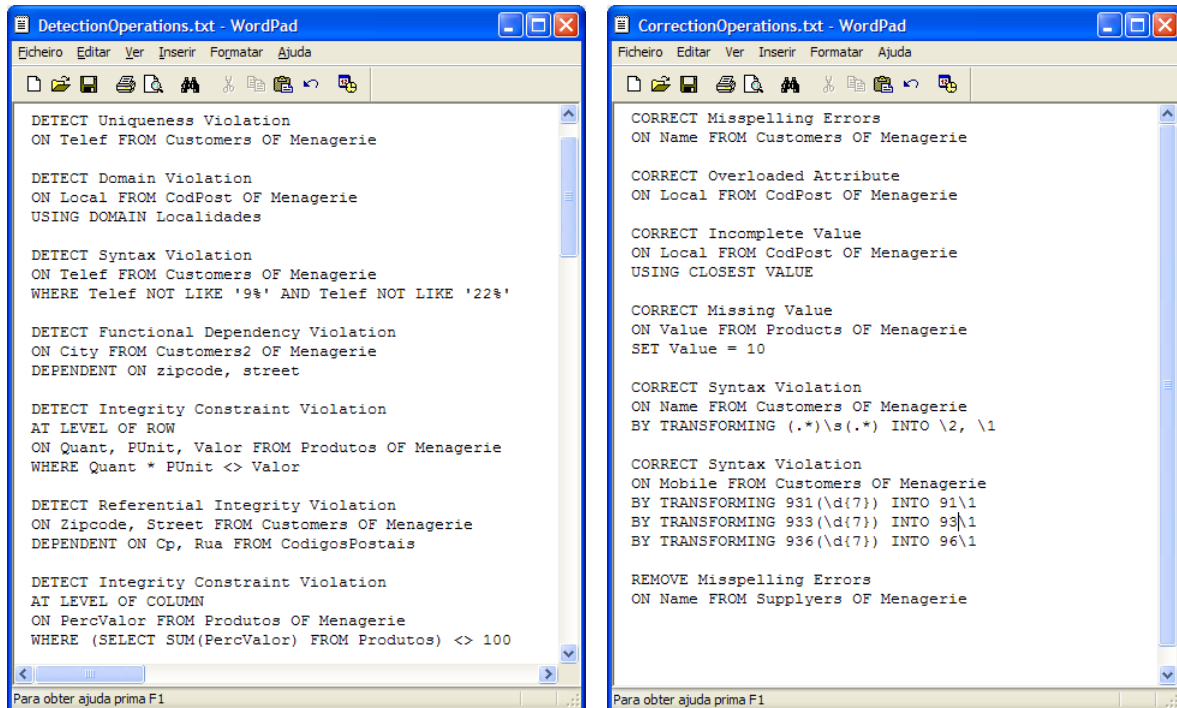 DetectionOperations.txt - WordPad
Ficheiro Editar Ver Inserir Formatar Ajuda
DETECT Uniqueness Violation
ON Telef FROM Customers OF Menagerie
DETECT Domain Violation
ON Local FROM CodPost OF Menagerie
USING DOMAIN Localidades
DETECT Syntax Violation
ON Telef FROM Customers OF Menagerie
WHERE Telef NOT LIKE '9%' AND Telef NOT LIKE '22%'
DETECT Functional Dependency Violation
ON City FROM Customers2 OF Menagerie
DEPENDENT ON zipcode, street
DETECT Integrity Constraint Violation
AT LEVEL OF ROW
ON Quant, PUnit, Valor FROM Produtos OF Menagerie
WHERE Quant * PUnit <> Valor
DETECT Referential Integrity Violation
ON Zipcode, Street FROM Customers OF Menagerie
DEPENDENT ON Cp, Rua FROM CodigosPostais
DETECT Integrity Constraint Violation
AT LEVEL OF COLUMN
ON PercValor FROM Produtos OF Menagerie
WHERE (SELECT SUM(PercValor) FROM Produtos) <> 100
Para obter ajuda prima F1
CorrectionOperations.txt - WordPad
Ficheiro Editar Ver Inserir Formatar Ajuda
CORRECT Misspelling Errors
ON Name FROM Customers OF Menagerie
CORRECT Overloaded Attribute
ON Local FROM CodPost OF Menagerie
CORRECT Incomplete Value
ON Local FROM CodPost OF Menagerie
USING CLOSEST VALUE
CORRECT Missing Value
ON Value FROM Products OF Menagerie
SET Value = 10
CORRECT Syntax Violation
ON Name FROM Customers OF Menagerie
BY TRANSFORMING (.*)\s(.*) INTO \2, \1
CORRECT Syntax Violation
ON Mobile FROM Customers OF Menagerie
BY TRANSFORMING 931(\d{7}) INTO 91\1
BY TRANSFORMING 933(\d{7}) INTO 93\1
BY TRANSFORMING 936(\d{7}) INTO 96\1
REMOVE Misspelling Errors
ON Name FROM Supplyers OF Menagerie
Para obter ajuda prima F1